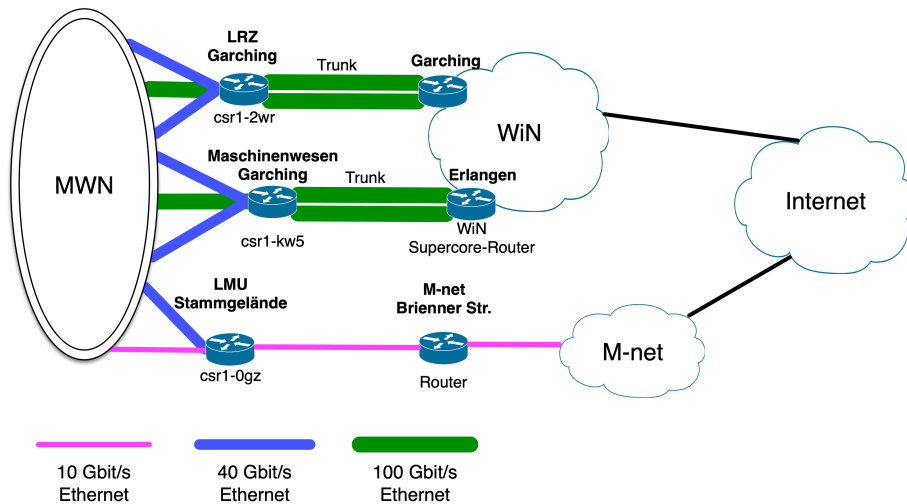 LRZ
Garching
Trunk
Garching
csr1-2wr
WiN
MWN
Maschinenwesen
Garching
Trunk
Erlangen
csr1-kw5
WiN
Supercore-Router
Internet
LMU
Stammgelände
M-net
Brienner Str.
csr1-0gz
Router
M-net
10 Gbit/s
Ethernet
40 Gbit/s
Ethernet
100 Gbit/s
Ethernet